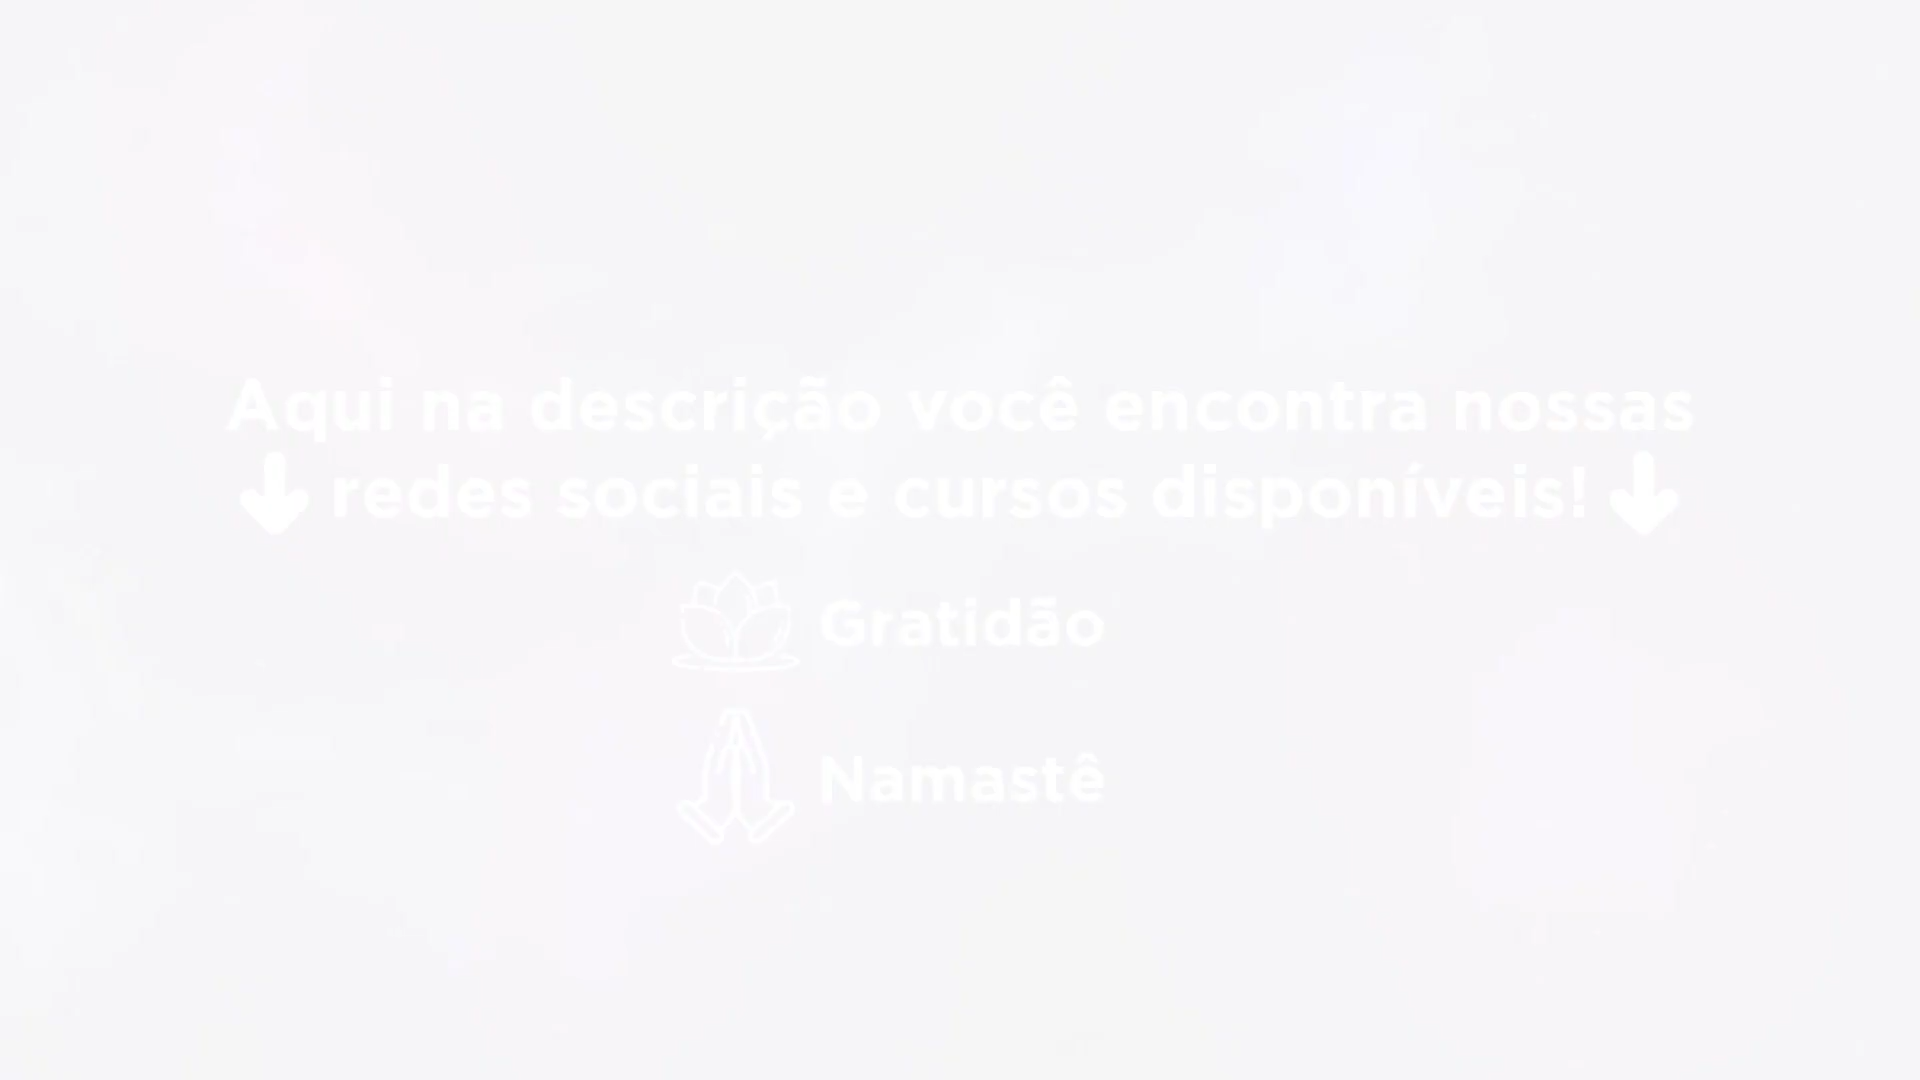 Aqui na descrição você encontra nossas
redes sociais e cursos disponíveis!
Gratidão
Namastê